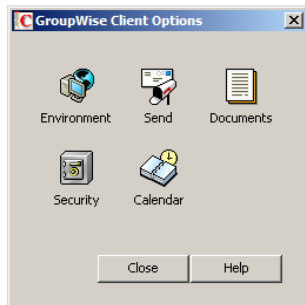 GroupWise Client Options
Environment Send Documents
Security Calendar
Close Help